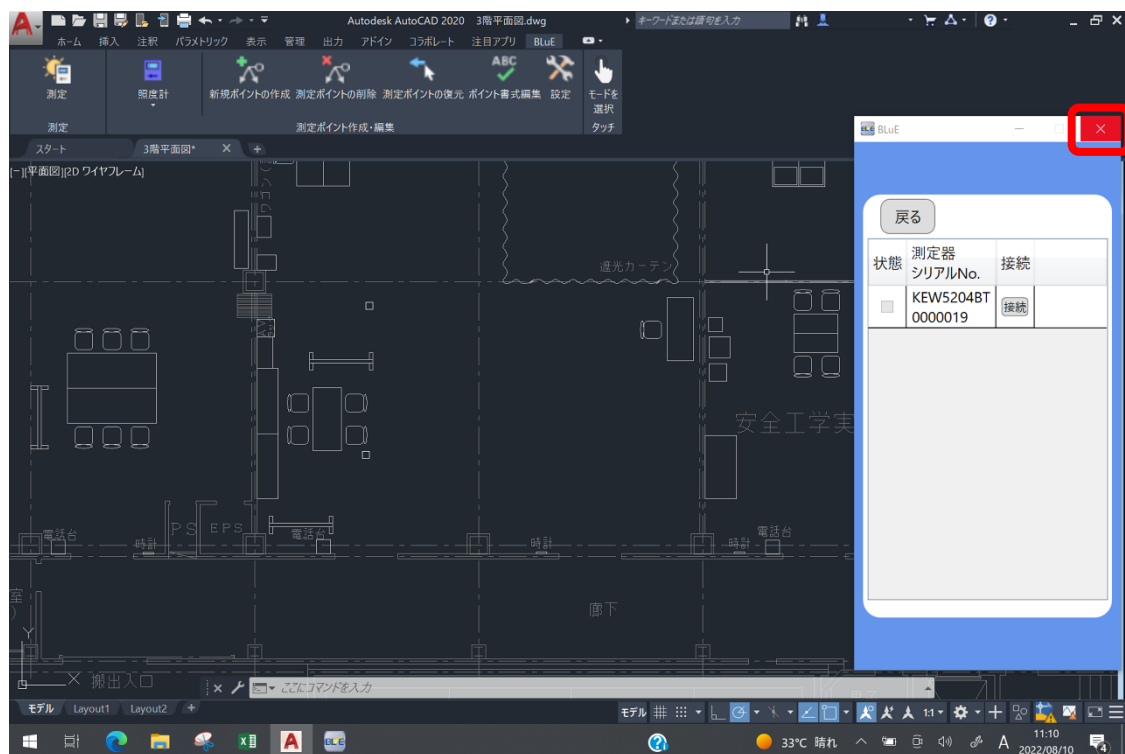 Autodesk AutoCAD 2020 3階平面図.dwg
キーワードまたは語句を入力
ホーム 挿入 注釈 パラメトリック 表示 管理 出力 アドイン コラボレート 注目アプリ BLuE
測定 照度計 新規ポイントの作成 測定ポイントの削除 測定ポイントの復元 ABC ポイント書式編集 設定 モードを選択
測定 測定ポイント作成・編集 タッチ
スタート 3階平面図*
[−][平面図][2D ワイヤフレーム]
BLuE
戻る
状態 測定器 シリアルNo. 接続
KEW5204BT
0000019
接続
遮光カーテン
安全工学実
PS EPS
電話台 時計 電話台 時計 時計 電話台
廊下
室
Y
X 搬出入口
ここにコマンドを入力
モデル Layout1 Layout2
モデル 1:1
BLE
33°C 晴れ
A
11:10
2022/08/10
4